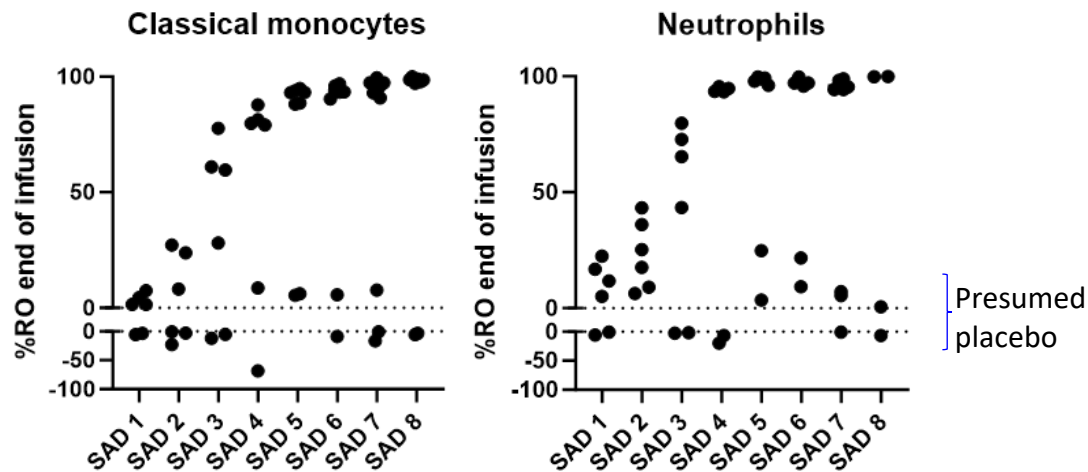 Classical monocytes
%RO end of infusion
100
50
0
0
-50
-100
SAD 1
SAD 2
SAD 3
SAD 4
SAD 5
SAD 6
SAD 7
SAD 8
Neutrophils
%RO end of infusion
100
50
0
0
-50
-100
SAD 1
SAD 2
SAD 3
SAD 4
SAD 5
SAD 6
SAD 7
SAD 8
Presumed
placebo